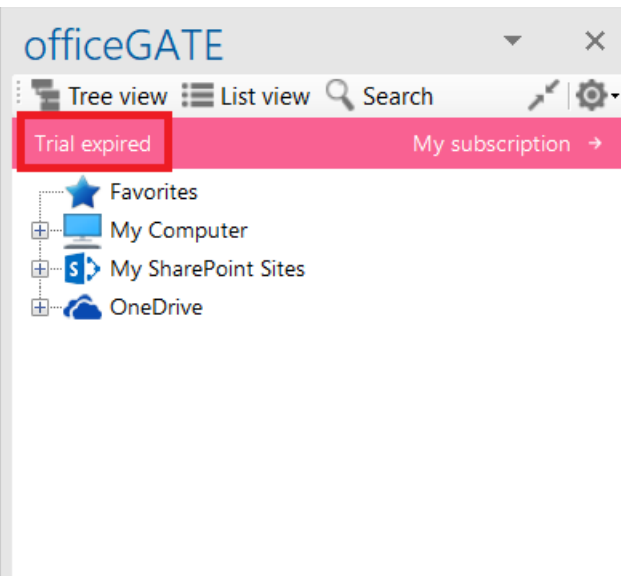 officeGATE
Tree view List view Search
Trial expired My subscription
Favorites
My Computer
S My SharePoint Sites
OneDrive